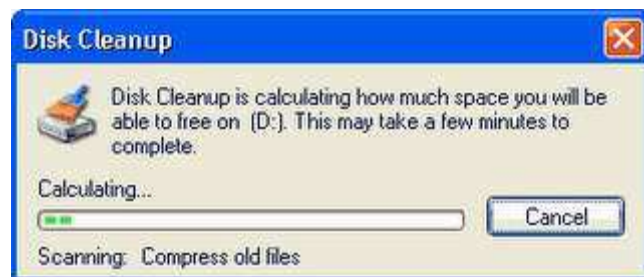 Disk Cleanup
Disk Cleanup is calculating how much space you will be
able to free on (D:). This may take a few minutes to
complete.
Calculating...
Cancel
Scanning: Compress old files